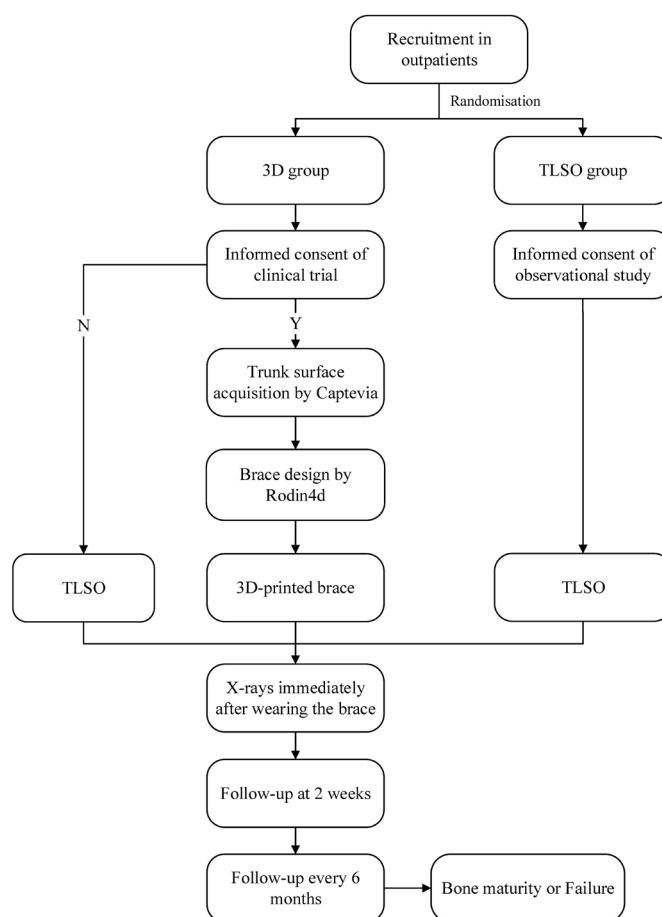 Recruitment in
outpatients
Randomisation
3D group
TLSO group
Informed consent of
clinical trial
Informed consent of
observational study
N
Y
Trunk surface
acquisition by Captevia
Brace design by
Rodin4d
TLSO
3D-printed brace
TLSO
X-rays immediately
after wearing the brace
Follow-up at 2 weeks
Follow-up every 6
months
Bone maturity or Failure